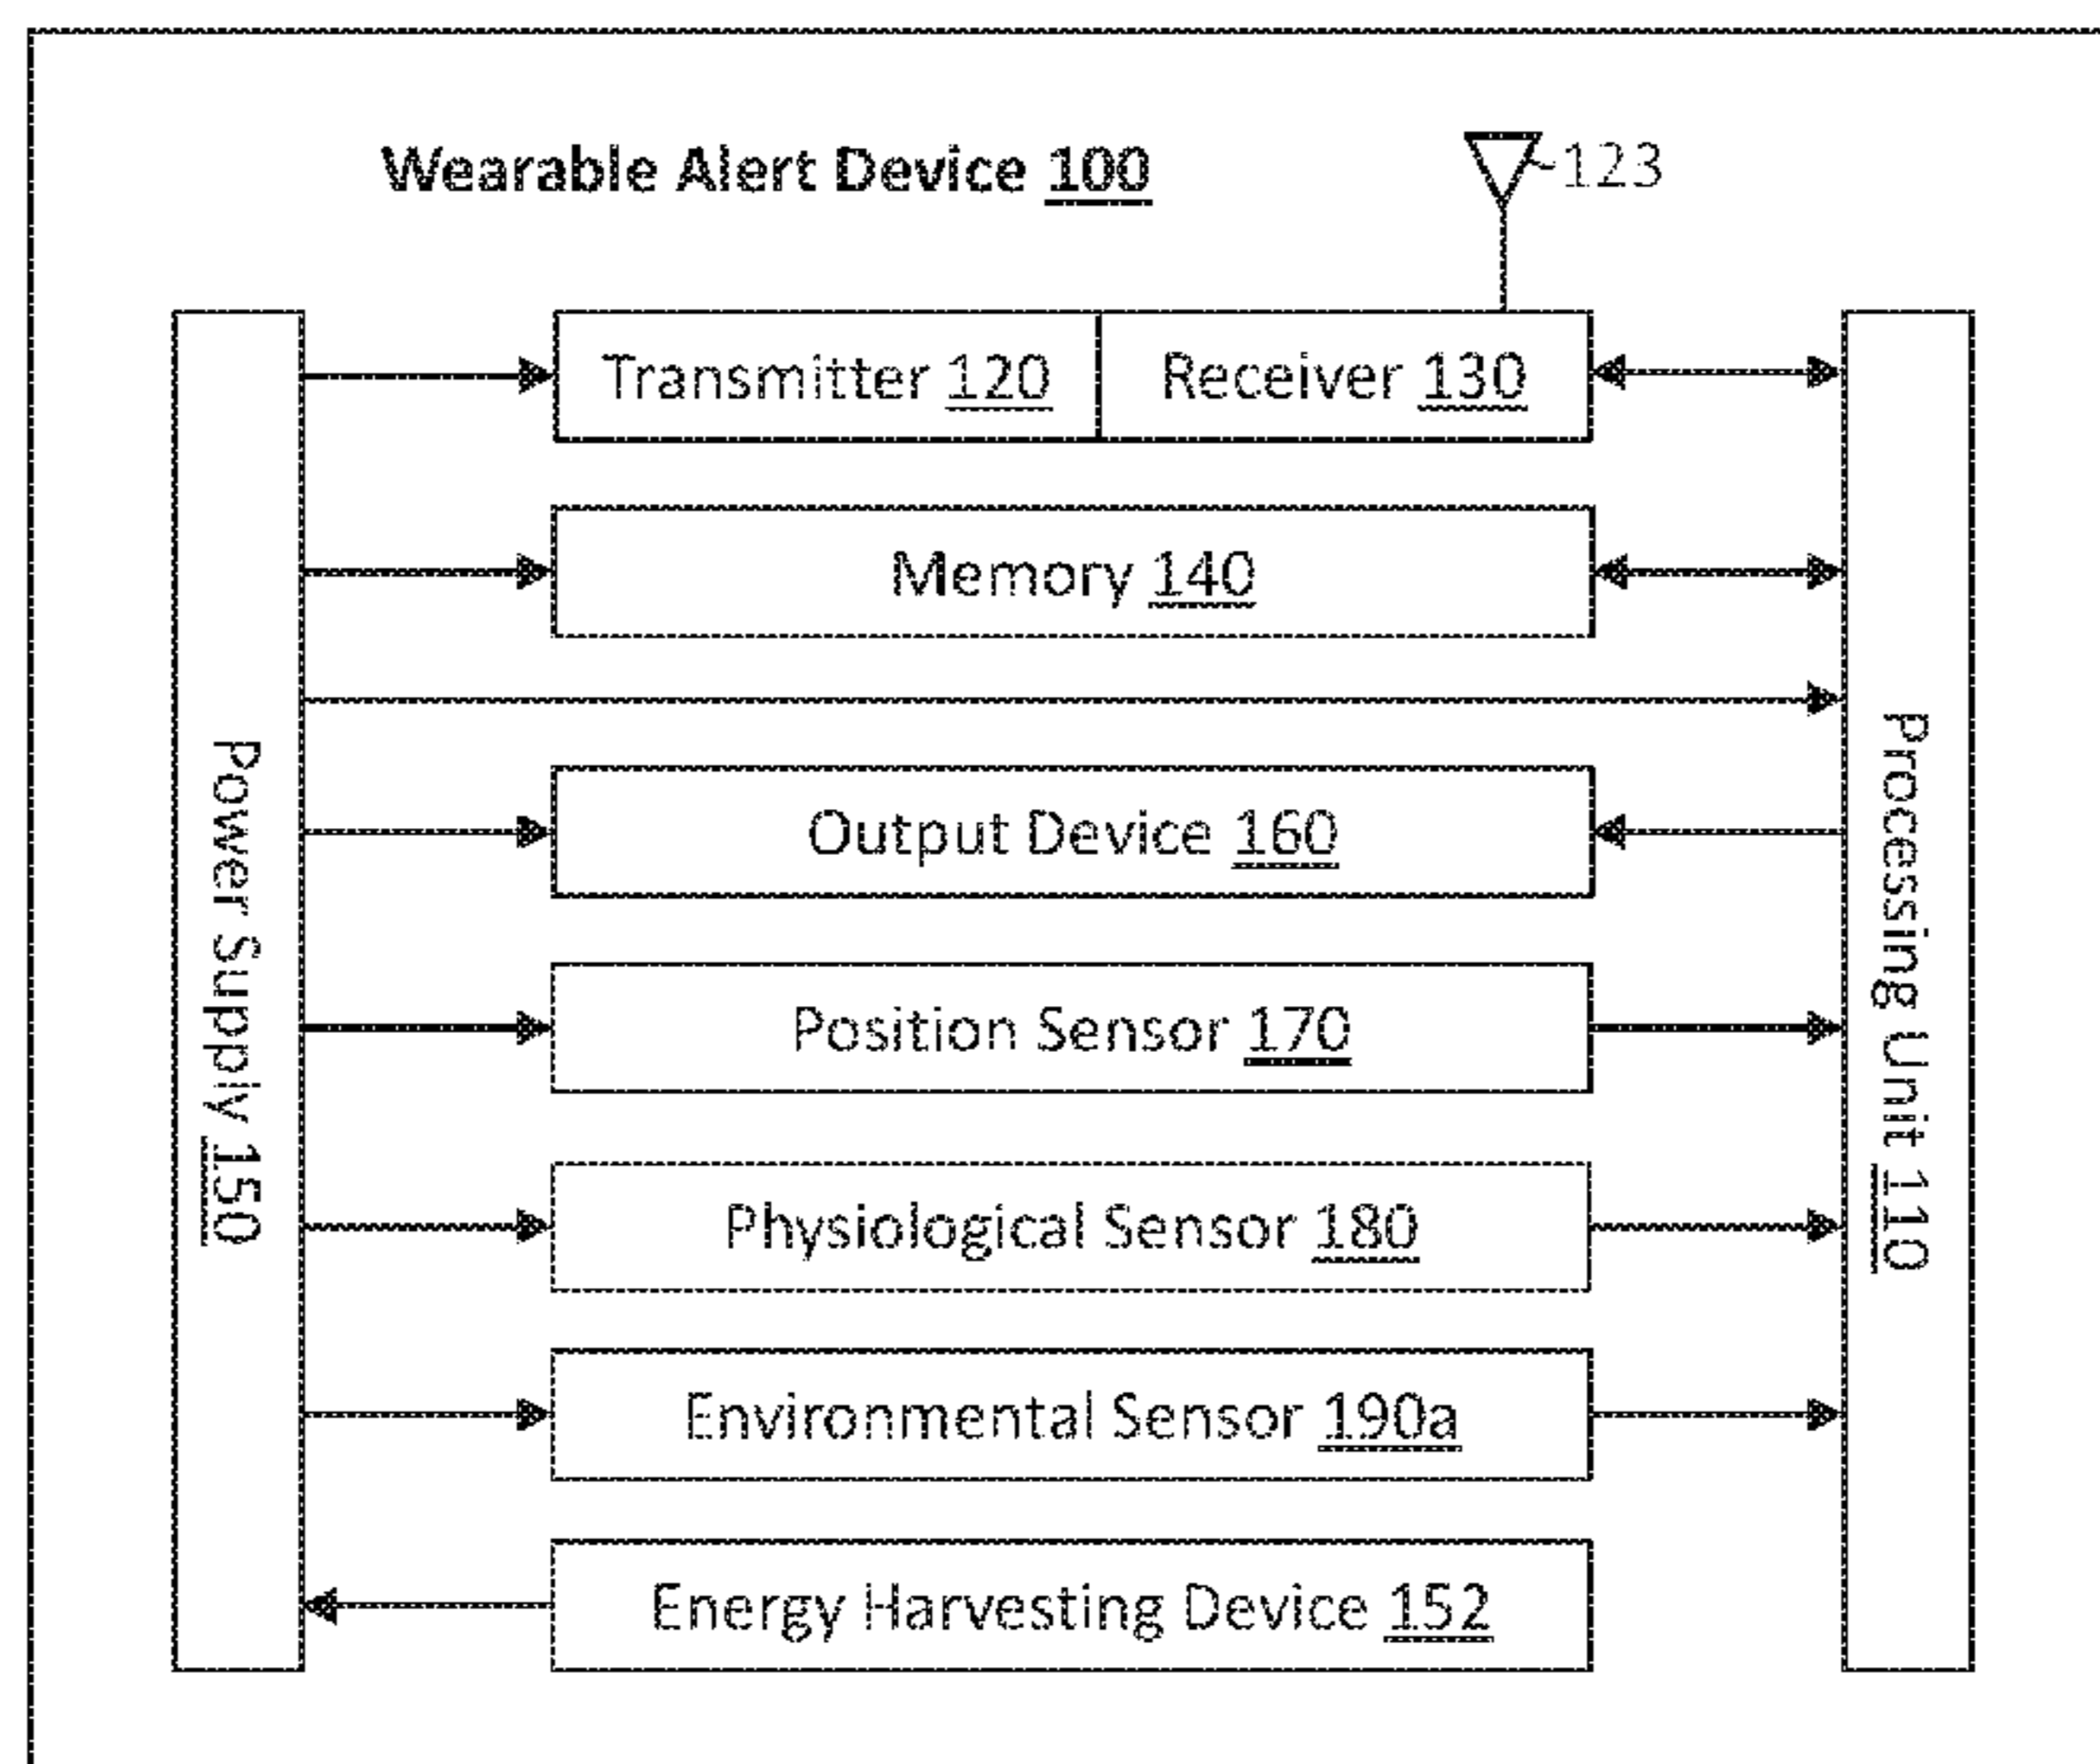 Wearable Alert Device 100
123
Transmitter 120
Receiver 130
Memory 140
Output Device 160
Position Sensor 170
Physiological Sensor 180
Environmental Sensor 190a
Energy Harvesting Device 152
Power Supply 150
Processing Unit 110